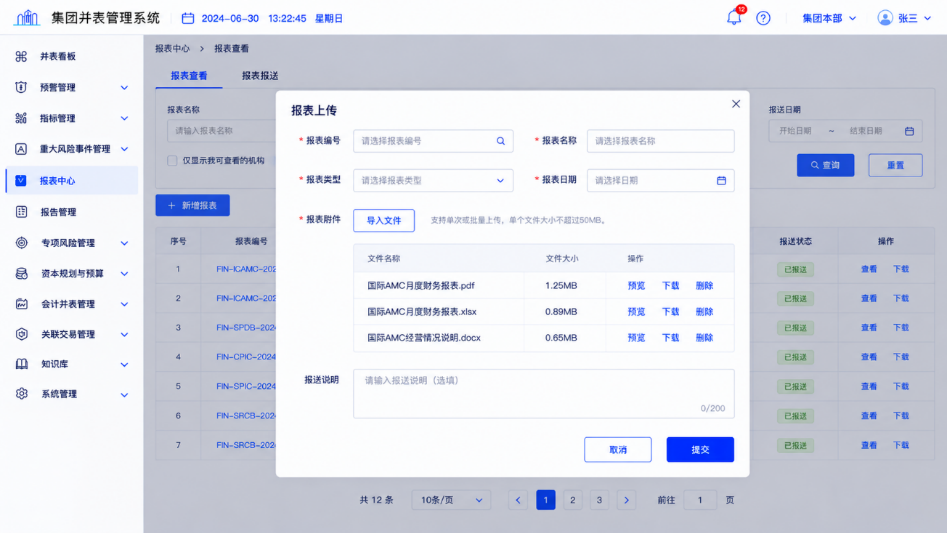 集团并表管理系统
2024-06-30 13:22:45 星期日
12
集团本部
张三
并表看板
预警管理
指标管理
重大风险事件管理
报表中心
报告管理
专项风险管理
资本规划与预算
会计并表管理
关联交易管理
知识库
系统管理
报表中心 > 报表查看
报表查看 报表报送
报表名称
请输入报表名称
仅显示我可查看的机构
报送日期
开始日期 ~ 结束日期
查询 重置
+ 新增报表
序号 报表编号 报送状态 操作
1 FIN-ICAMC-202 已报送 查看 下载
2 FIN-ICAMC-202 已报送 查看 下载
3 FIN-SPDB-202 已报送 查看 下载
4 FIN-CPIC-2024 已报送 查看 下载
5 FIN-SPIC-2024 已报送 查看 下载
6 FIN-SRCB-202 已报送 查看 下载
7 FIN-SRCB-202 已报送 查看 下载
共 12 条 10条/页 < 1 2 3 > 前往 1 页
报表上传
* 报表编号 请选择报表编号 * 报表名称 请选择报表名称
* 报表类型 请选择报表类型 * 报表日期 请选择日期
* 报表附件 导入文件 支持单次或批量上传，单个文件大小不超过50MB。
文件名称 文件大小 操作
国际AMC月度财务报表.pdf 1.25MB 预览 下载 删除
国际AMC月度财务报表.xlsx 0.89MB 预览 下载 删除
国际AMC经营情况说明.docx 0.65MB 预览 下载 删除
报送说明 请输入报送说明（选填）
0/200
取消 提交